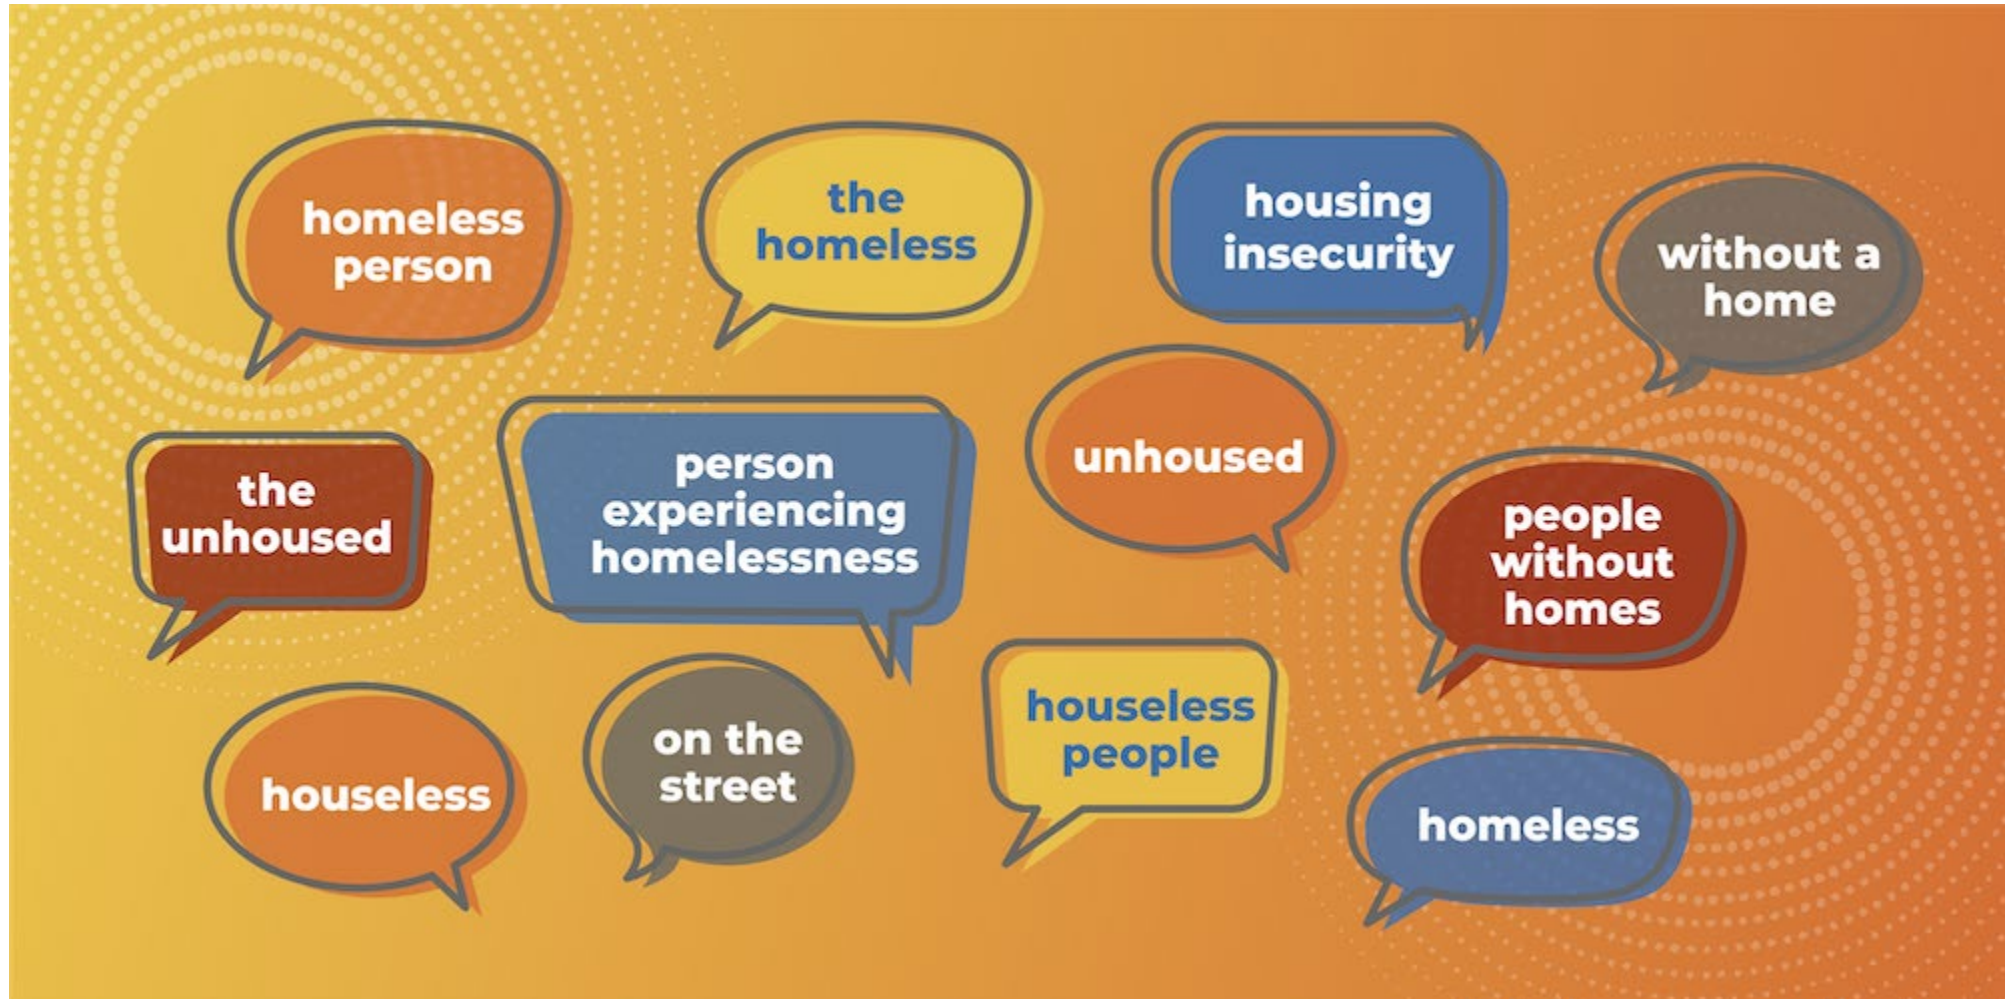 homeless
person
the
homeless
housing
insecurity
without a
home
the
unhoused
person
experiencing
homelessness
unhoused
people
without
homes
houseless
on the
street
houseless
people
homeless